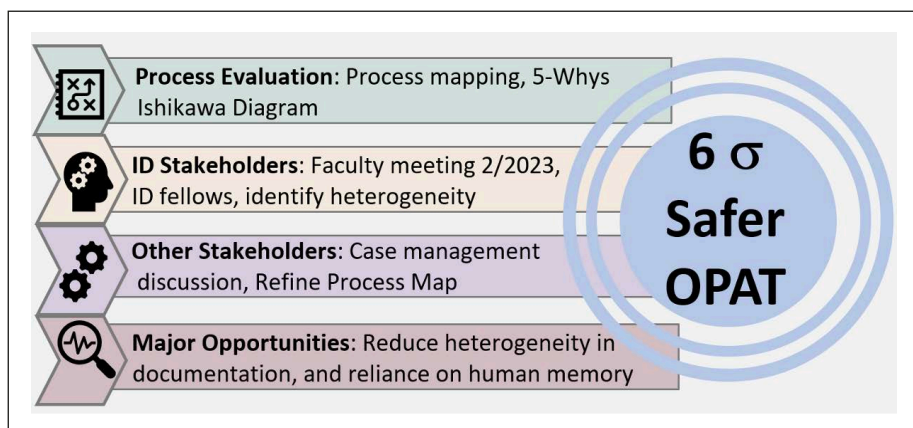 Process Evaluation: Process mapping, 5-Whys
Ishikawa Diagram
ID Stakeholders: Faculty meeting 2/2023,
ID fellows, identify heterogeneity
Other Stakeholders: Case management
discussion, Refine Process Map
Major Opportunities: Reduce heterogeneity in
documentation, and reliance on human memory
6 σ
Safer
OPAT